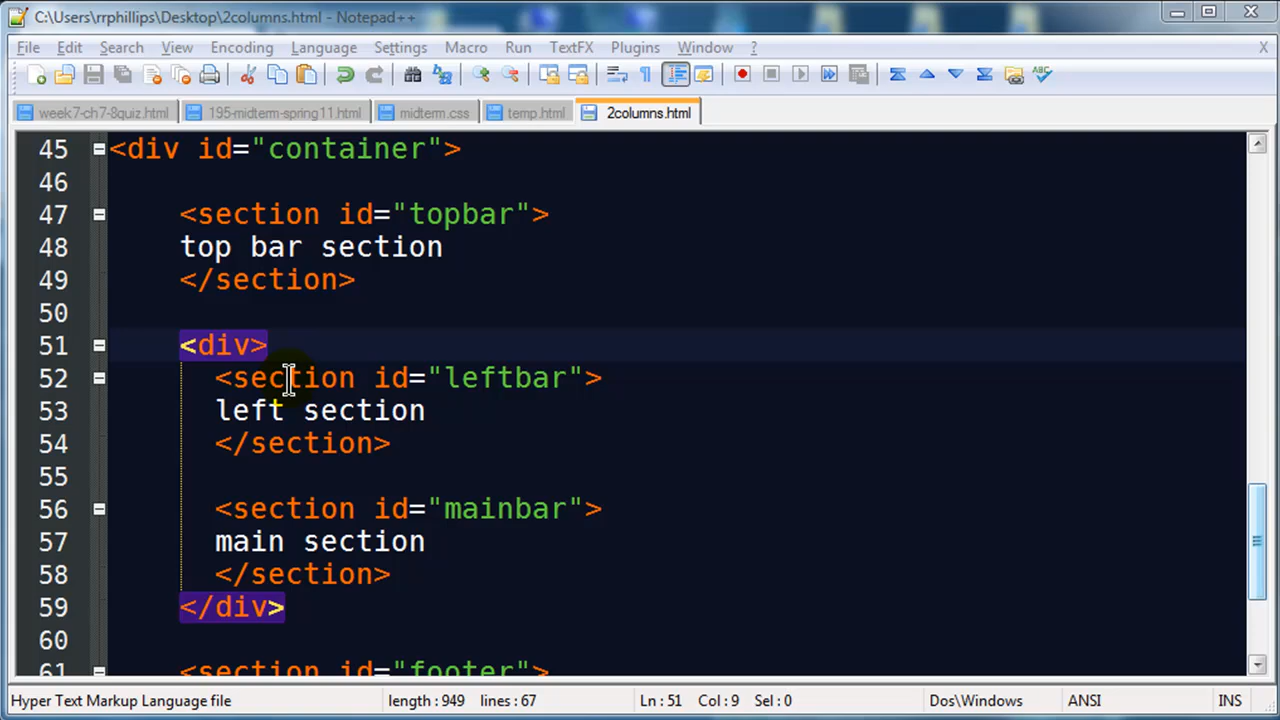 C:\Users\rrphillips\Desktop\2columns.html - Notepad++
File Edit Search View Encoding Language Settings Macro Run TextFX Plugins Window ? X
week7-ch7-8quiz.html 195-midterm-spring11.html midterm.css temp.html 2columns.html
45 <div id="container">
46
47 <section id="topbar">
48 top bar section
49 </section>
50
51 <div>
52 <section id="leftbar">
53 left section
54 </section>
55
56 <section id="mainbar">
57 main section
58 </section>
59 </div>
60
61 <section id="footer">
Hyper Text Markup Language file length : 949 lines : 67 Ln : 51 Col : 9 Sel : 0 Dos\Windows ANSI INS